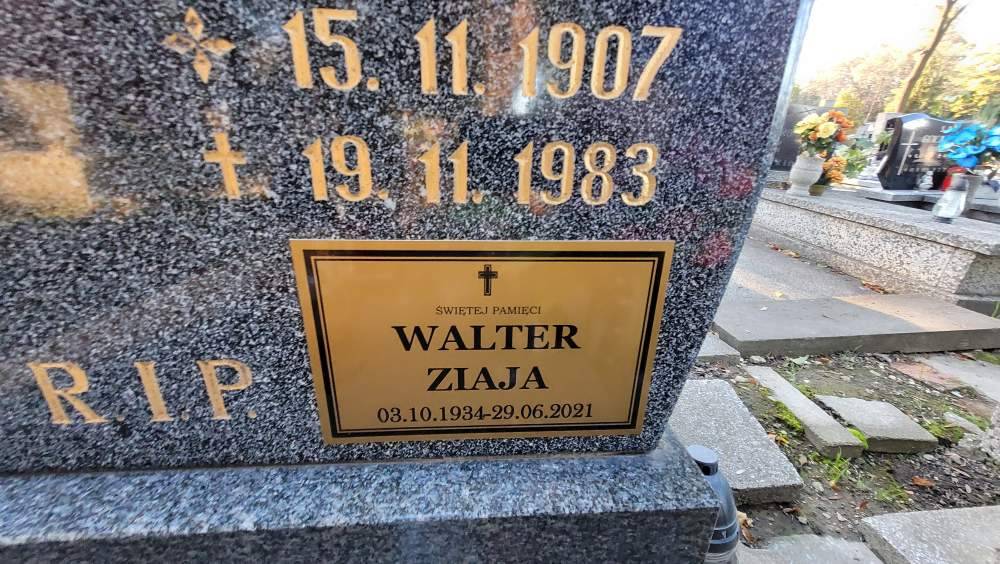 15. 11. 1907
19. 11. 1983
R.I.P.
ŚWIĘTEJ PAMIĘCI
WALTER
ZIAJA
03.10.1934-29.06.2021